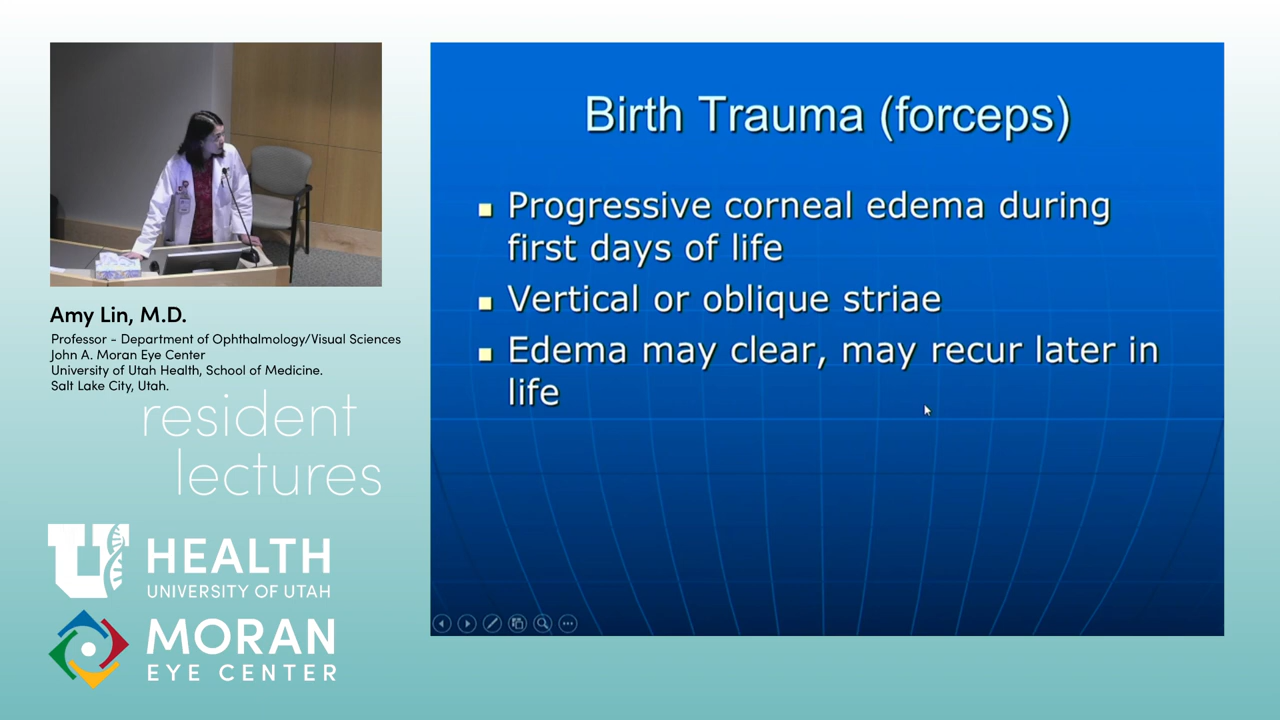 Birth Trauma (forceps)
Progressive corneal edema during
first days of life
Vertical or oblique striae
Edema may clear, may recur later in
life
Amy Lin, M.D.
Professor - Department of Ophthalmology/Visual Sciences
John A. Moran Eye Center
University of Utah Health, School of Medicine.
Salt Lake City, Utah.
resident
lectures
U HEALTH
UNIVERSITY OF UTAH
MORAN
EYE CENTER